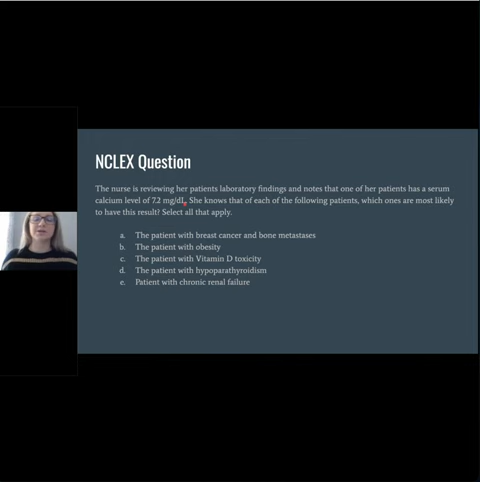 NCLEX Question
The nurse is reviewing her patients laboratory findings and notes that one of her patients has a serum
calcium level of 7.2 mg/dL. She knows that of each of the following patients, which ones are most likely
to have this result? Select all that apply.
a. The patient with breast cancer and bone metastases
b. The patient with obesity
c. The patient with Vitamin D toxicity
d. The patient with hypoparathyroidism
e. Patient with chronic renal failure